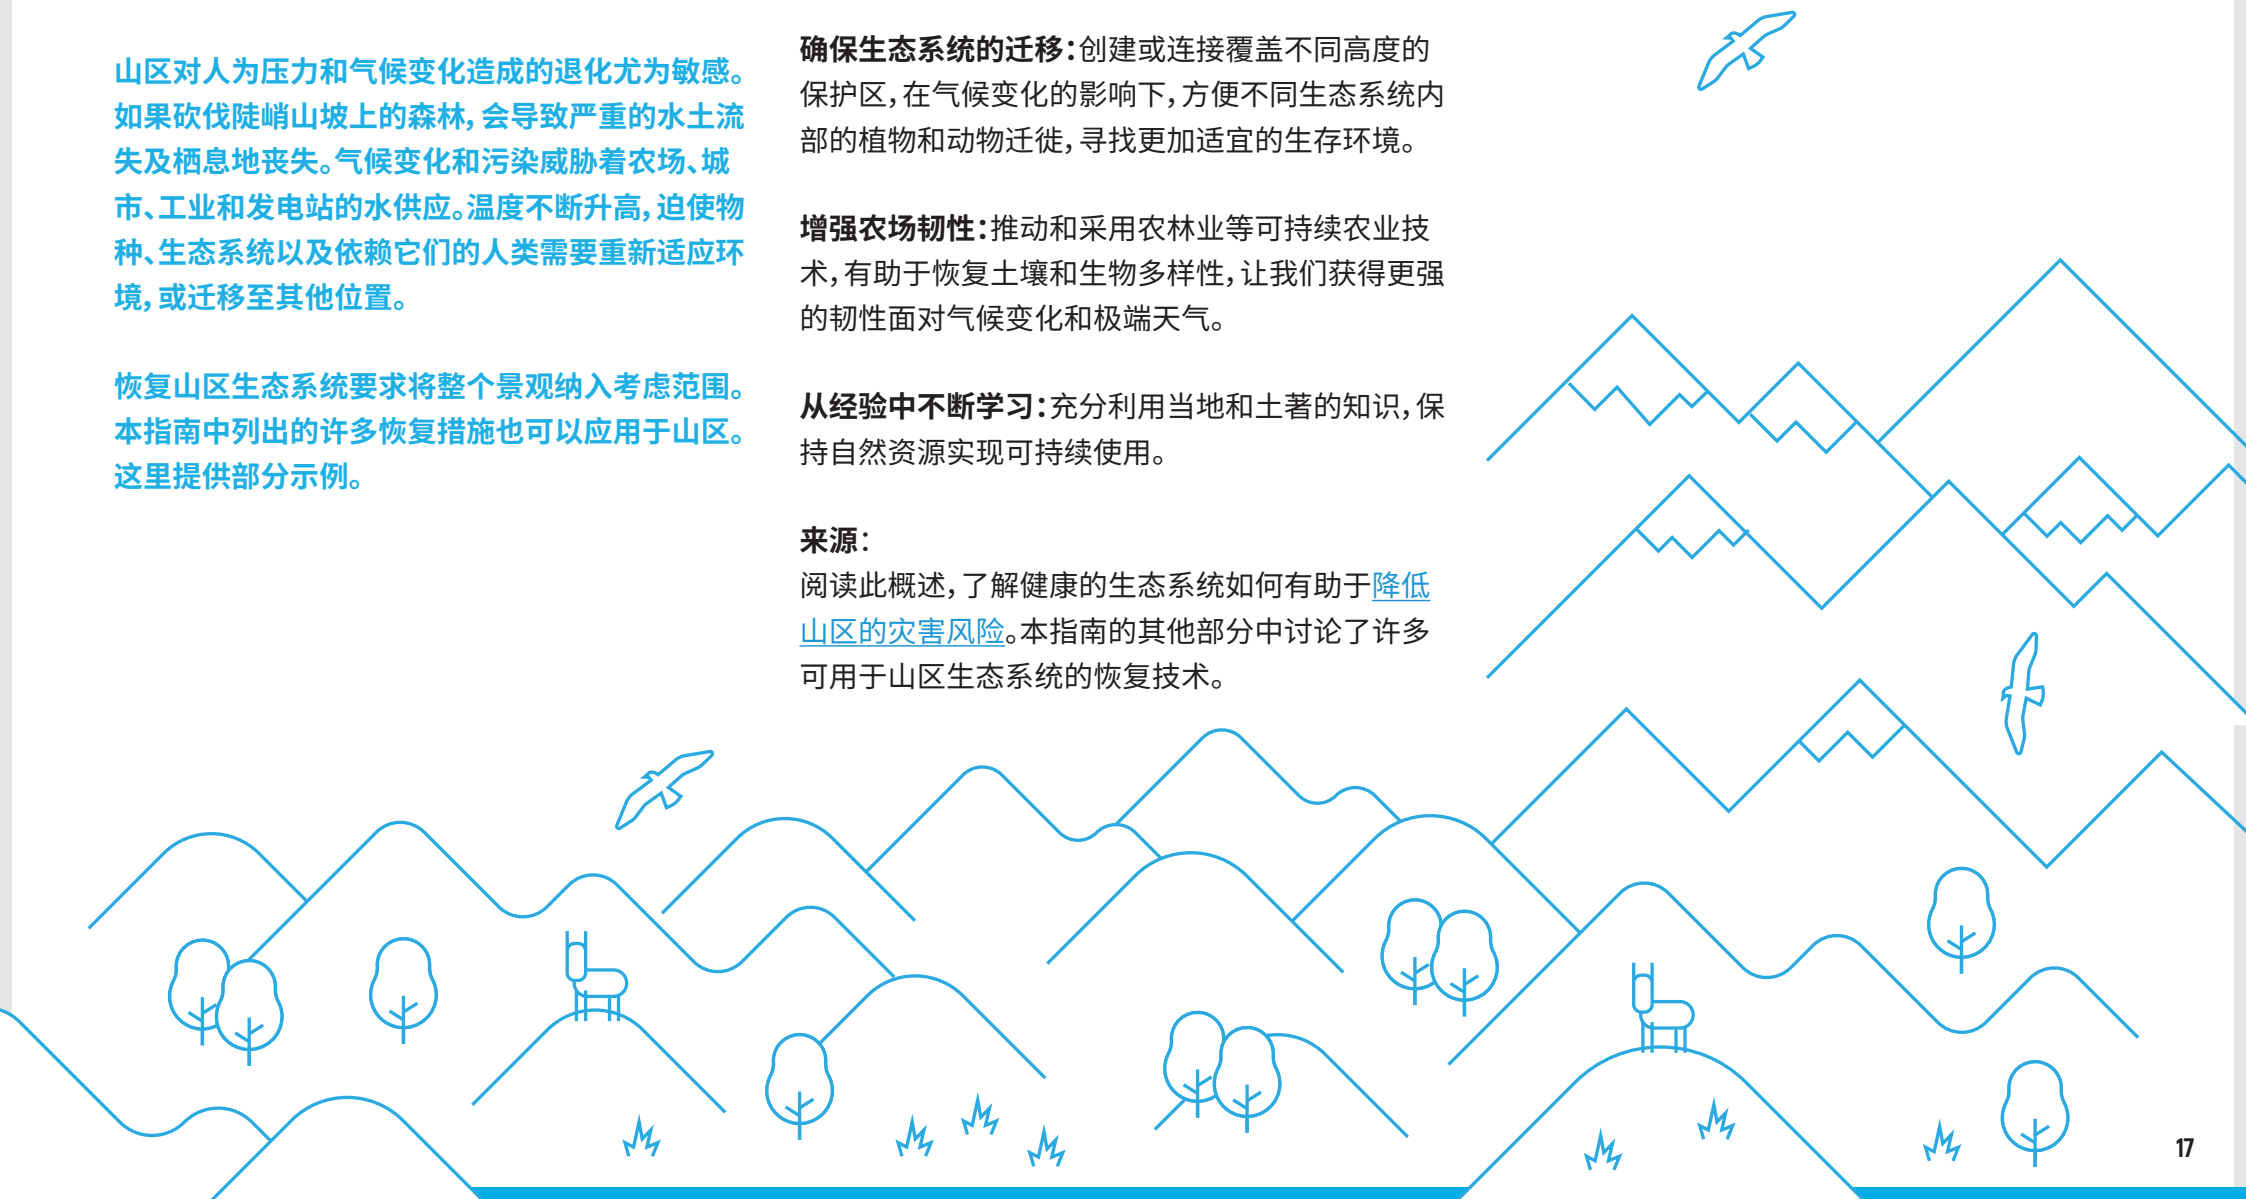 山区对人为压力和气候变化造成的退化尤为敏感。
如果砍伐陡峭山坡上的森林，会导致严重的水土流
失及栖息地丧失。气候变化和污染威胁着农场、城
市、工业和发电站的水供应。温度不断升高，迫使物
种、生态系统以及依赖它们的人类需要重新适应环
境，或迁移至其他位置。
恢复山区生态系统要求将整个景观纳入考虑范围。
本指南中列出的许多恢复措施也可以应用于山区。
这里提供部分示例。
确保生态系统的迁移：创建或连接覆盖不同高度的
保护区，在气候变化的影响下，方便不同生态系统内
部的植物和动物迁徙，寻找更加适宜的生存环境。
增强农场韧性：推动和采用农林业等可持续农业技
术，有助于恢复土壤和生物多样性，让我们获得更强
的韧性面对气候变化和极端天气。
从经验中不断学习：充分利用当地和土著的知识，保
持自然资源实现可持续使用。
来源：
阅读此概述，了解健康的生态系统如何有助于降低
山区的灾害风险。本指南的其他部分中讨论了许多
可用于山区生态系统的恢复技术。
17